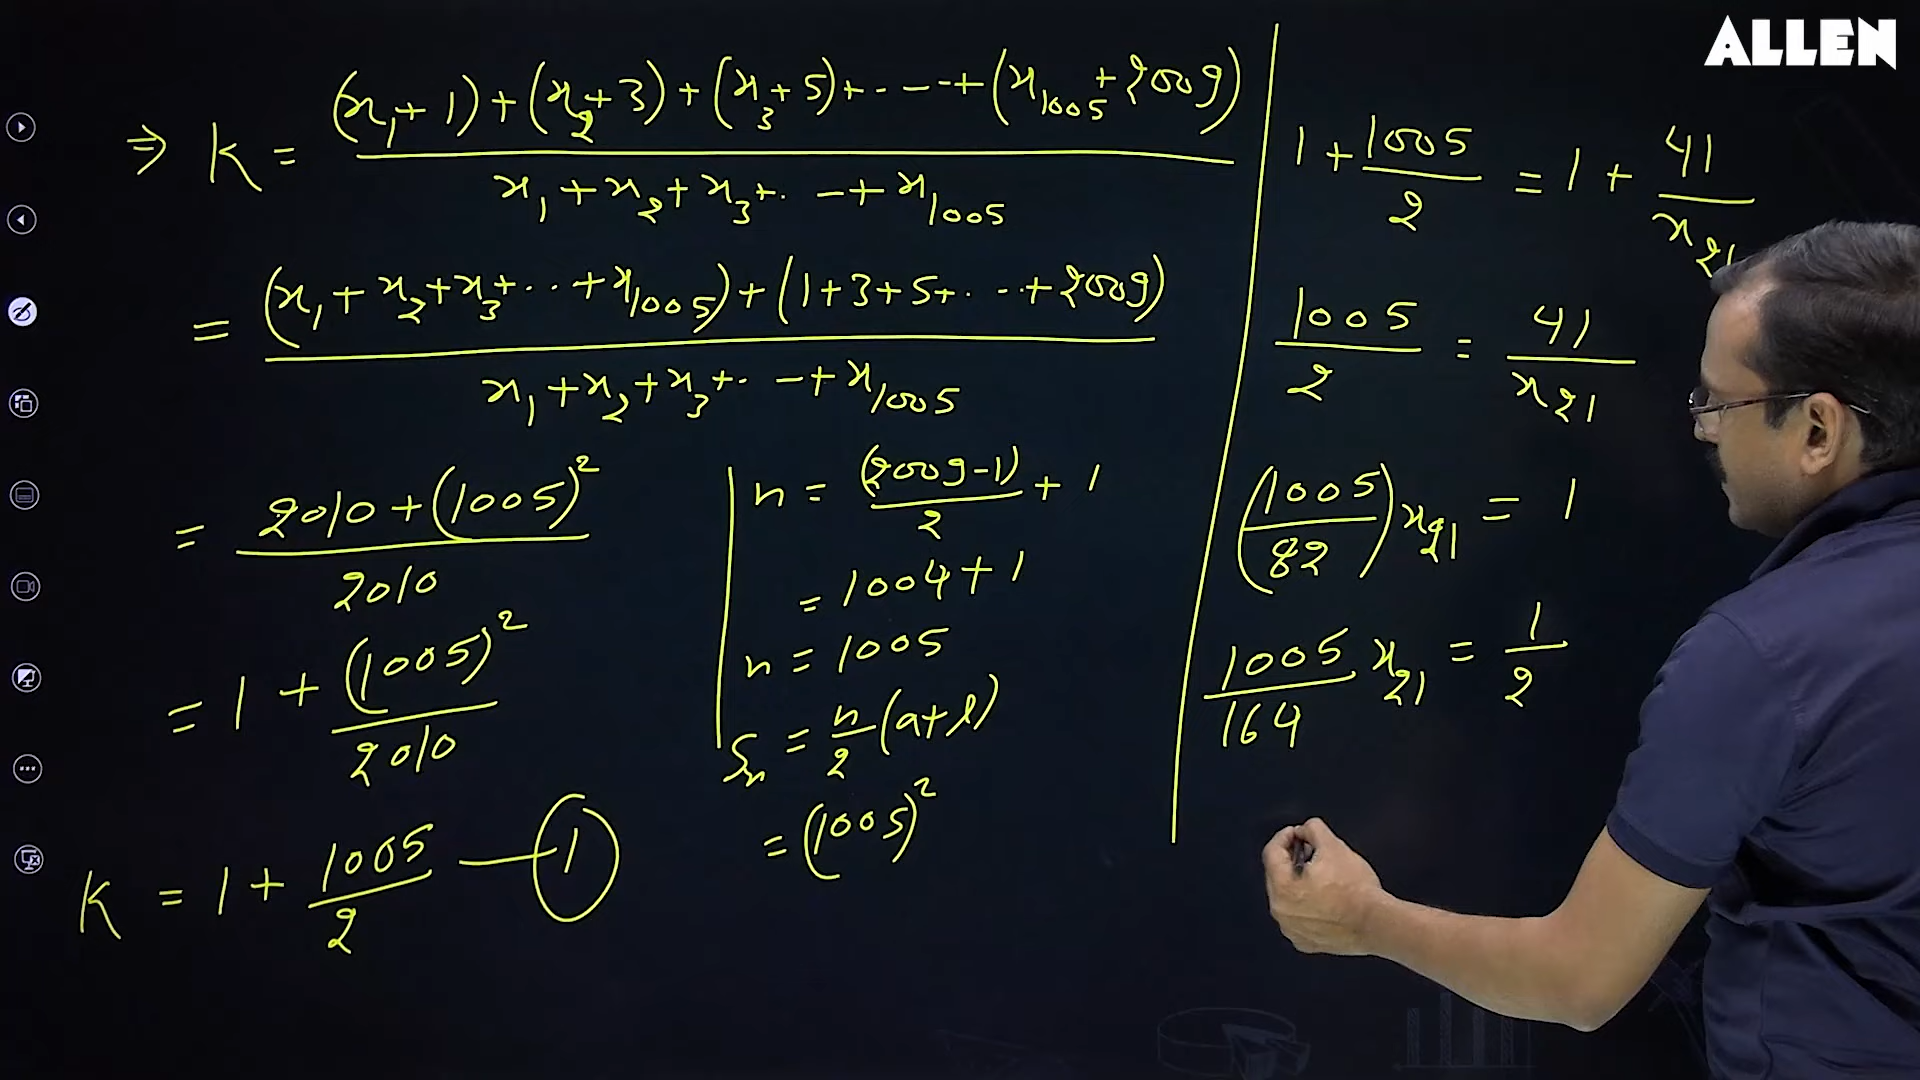 ALLEN
⇒ K = (x₁ + 1) + (x₂ + 3) + (x₃ + 5) + ... - + (x₁₀₀₅ + 2009) / x₁ + x₂ + x₃ + .. - + x₁₀₀₅
= (x₁ + x₂ + x₃ + ... + x₁₀₀₅) + (1 + 3 + 5 + ... + 2009) / x₁ + x₂ + x₃ + .. - + x₁₀₀₅
= 2010 + (1005)² / 2010
= 1 + (1005)² / 2010
K = 1 + 1005/2 — 1
n = (2009-1)/2 + 1
= 1004 + 1
n = 1005
Sₙ = n/2 (a+l)
= (1005)²
1 + 1005/2 = 1 + 41/x₂₁
1005/2 = 41/x₂₁
(1005/82) x₂₁ = 1
1005/164 x₂₁ = 1/2